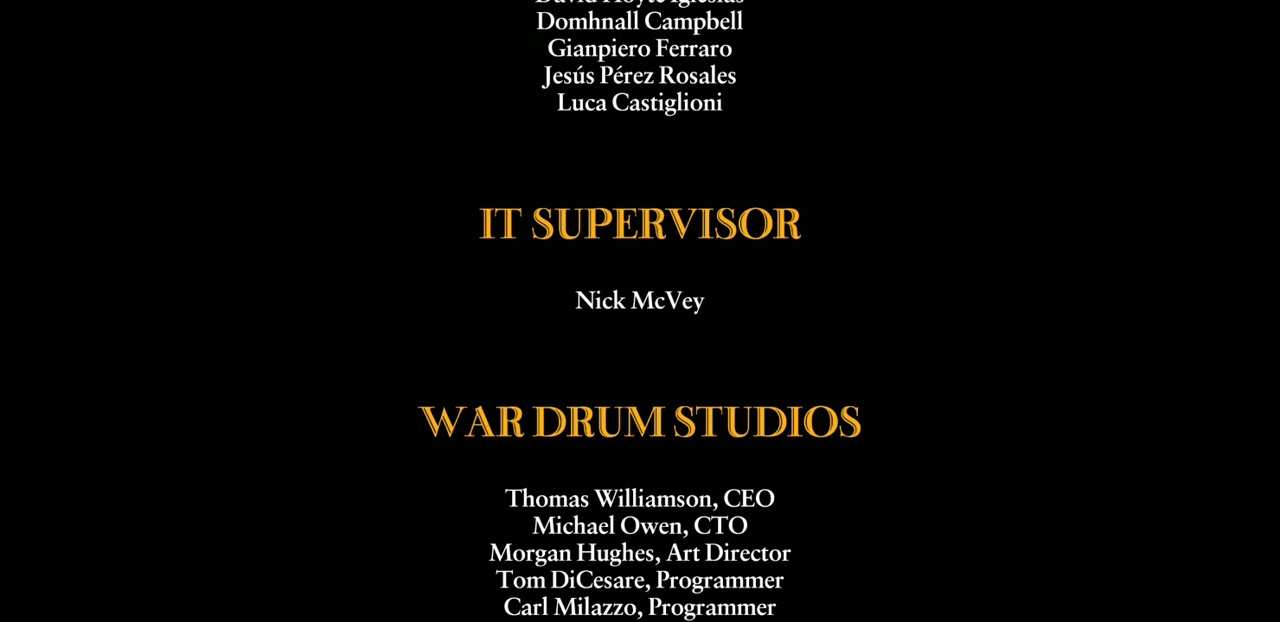 Domhnall Campbell
Gianpiero Ferraro
Jesús Pérez Rosales
Luca Castiglioni
IT SUPERVISOR
Nick McVey
WAR DRUM STUDIOS
Thomas Williamson, CEO
Michael Owen, CTO
Morgan Hughes, Art Director
Tom DiCesare, Programmer
Carl Milazzo, Programmer